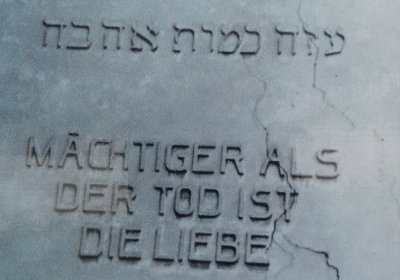 עזה כמות אהבה
MÄCHTIGER ALS
DER TOD IST
DIE LIEBE